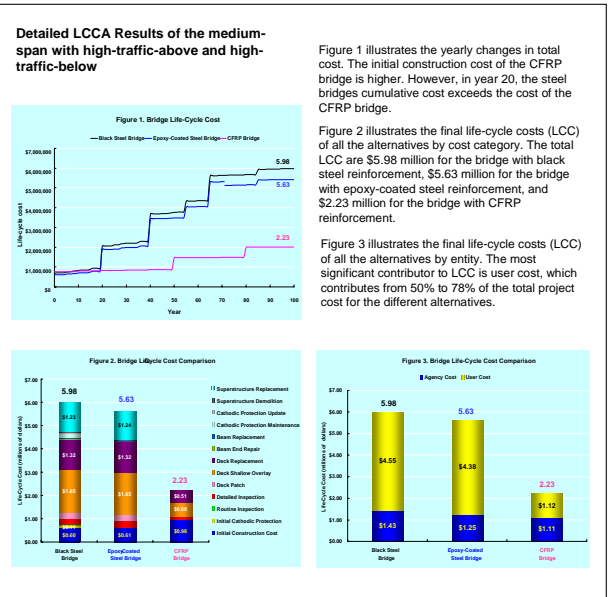 Detailed LCCA Results of the medium-
span with high-traffic-above and high-
traffic-below
Figure 1 illustrates the yearly changes in total
cost. The initial construction cost of the CFRP
bridge is higher. However, in year 20, the steel
bridges cumulative cost exceeds the cost of the
CFRP bridge.
Figure 2 illustrates the final life-cycle costs (LCC)
of all the alternatives by cost category. The total
LCC are $5.98 million for the bridge with black
steel reinforcement, $5.63 million for the bridge
with epoxy-coated steel reinforcement, and
$2.23 million for the bridge with CFRP
reinforcement.
Figure 3 illustrates the final life-cycle costs (LCC)
of all the alternatives by entity. The most
significant contributor to LCC is user cost, which
contributes from 50% to 78% of the total project
cost for the different alternatives.
Figure 1. Bridge Life-Cycle Cost
Black Steel Bridge Epoxy-Coated Steel Bridge CFRP Bridge
Life-cycle cost
$7,000,000
$6,000,000
$5,000,000
$4,000,000
$3,000,000
$2,000,000
$1,000,000
$0
5.98
5.63
2.23
0 10 20 30 40 50 60 70 80 90 100
Year
Figure 2. Bridge Cycle Cost Comparison
Life-Cycle Cost (millions of dollars)
$7.00
$6.00
$5.00
$4.00
$3.00
$2.00
$1.00
$0.00
5.98
5.63
2.23
$1.23
$1.32
$0.60
$1.24
$1.32
$0.61
$0.51
$0.98
Black Steel
Bridge
Epoxy-Coated
Steel Bridge
CFRP
Bridge
Superstructure Replacement
Superstructure Demolition
Cathodic Protection Update
Cathodic Protection Maintenance
Beam Replacement
Beam End Repair
Deck Replacement
Deck Shallow Overlay
Deck Patch
Detailed Inspection
Routine Inspection
Initial Cathodic Protection
Initial Construction Cost
Figure 3. Bridge Life-Cycle Cost Comparison
Agency Cost User Cost
Life-Cycle Cost (millions of dollars)
$7.00
$6.00
$5.00
$4.00
$3.00
$2.00
$1.00
$0.00
5.98
5.63
2.23
$4.55
$1.43
$4.38
$1.25
$1.12
$1.11
Black Steel
Bridge
Epoxy-Coated
Steel Bridge
CFRP
Bridge